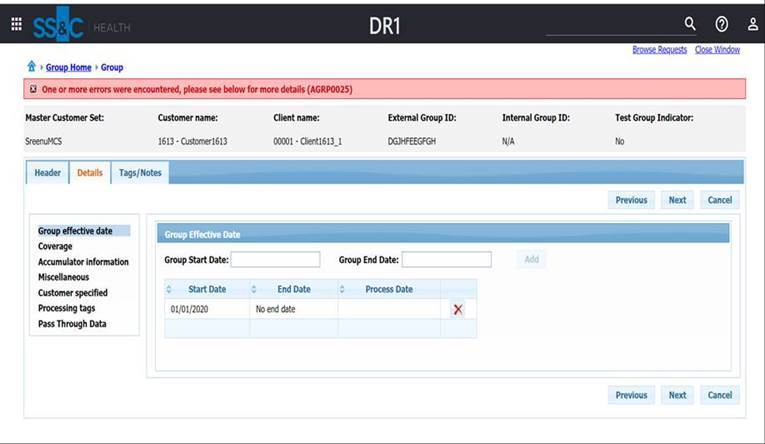 SS&C | HEALTH DR1
Browse Requests Close Window
Group Home Group
One or more errors were encountered, please see below for more details (AGRP0025)
Master Customer Set: Customer name: Client name: External Group ID: Internal Group ID: Test Group Indicator:
SreenuMCS 1613 - Customer1613 00001 - Client1613_1 DGJHFEEGFGH N/A No
Header Details Tags/Notes
Previous Next Cancel
Group effective date
Coverage
Accumulator information
Miscellaneous
Customer specified
Processing tags
Pass Through Data
Group Effective Date
Group Start Date: Group End Date: Add
Start Date End Date Process Date
01/01/2020 No end date
Previous Next Cancel